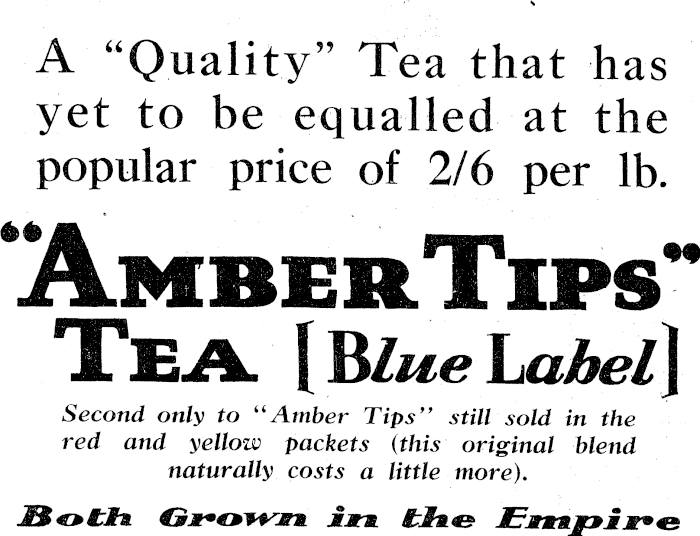 A “Quality” Tea that has
yet to be equalled at the
popular price of 2/6 per lb.
“AMBER TIPS”
TEA [Blue Label]
Second only to “Amber Tips” still sold in the
red and yellow packets (this original blend
naturally costs a little more).
Both Grown in the Empire